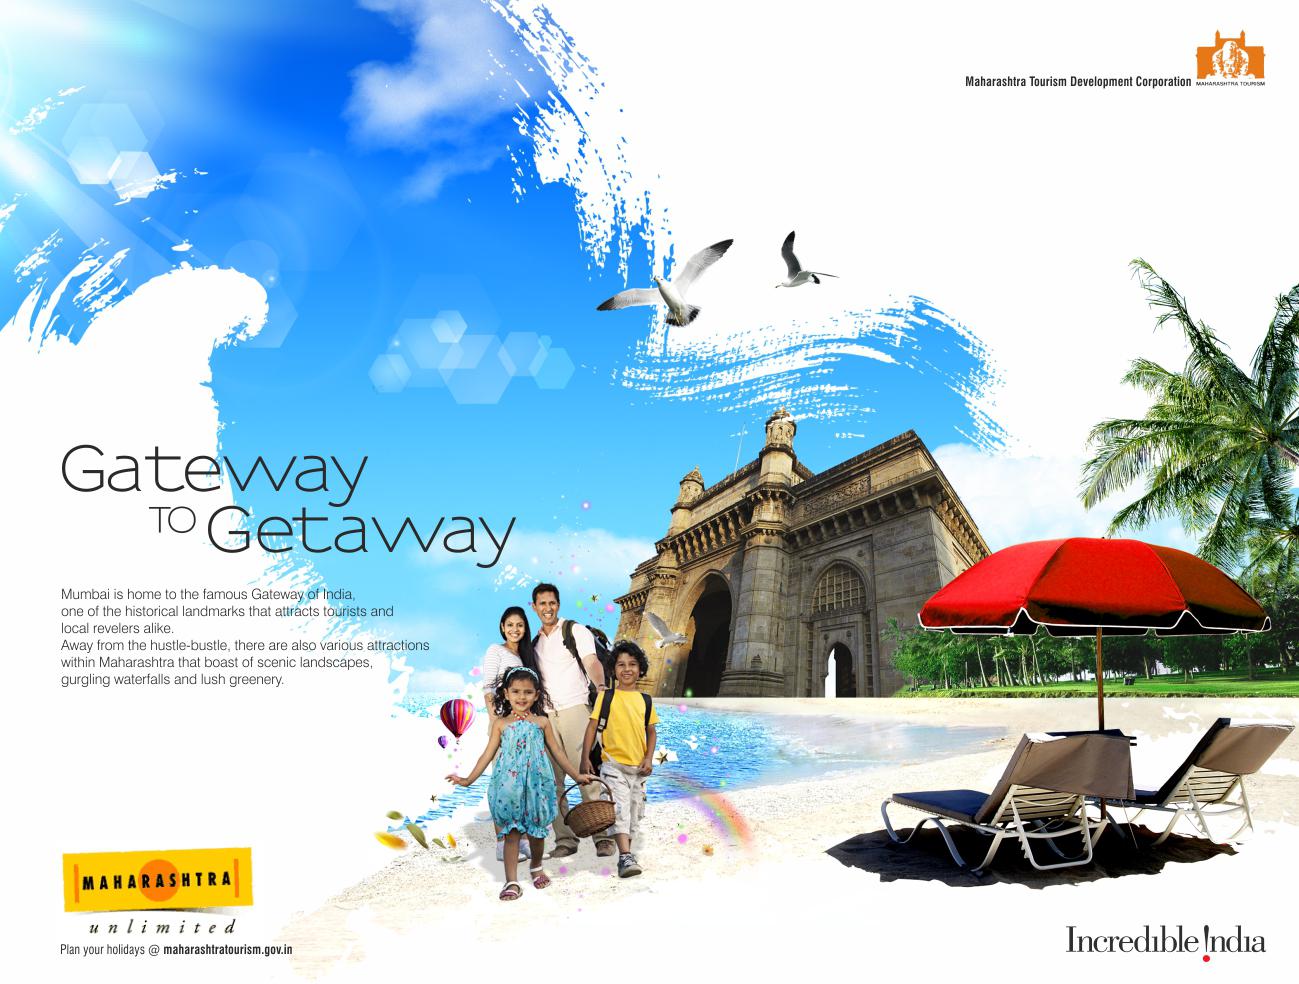 Maharashtra Tourism Development Corporation
MAHARASHTRA TOURISM
Gateway
TO Getaway
Mumbai is home to the famous Gateway of India,
one of the historical landmarks that attracts tourists and
local revelers alike.
Away from the hustle-bustle, there are also various attractions
within Maharashtra that boast of scenic landscapes,
gurgling waterfalls and lush greenery.
MAHARASHTRA
unlimited
Plan your holidays @ maharashtratourism.gov.in
Incredible !ndia